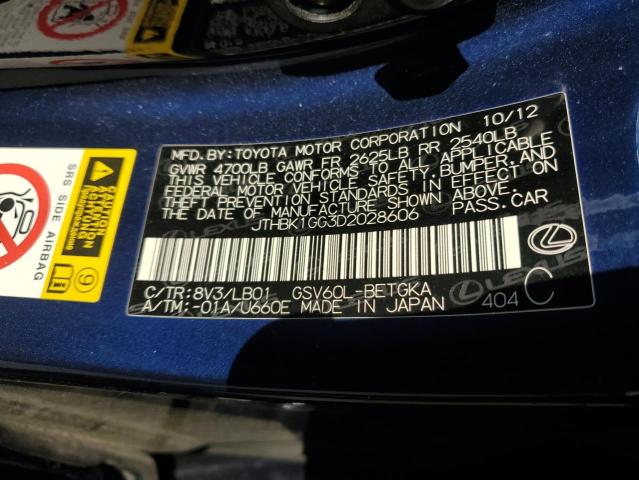 10/12
MFD.BY:TOYOTA MOTOR CORPORATION
GVWR 4700LB GAWR FR 2625LB RR 2540LB
THIS VEHICLE CONFORMS TO ALL APPLICABLE
FEDERAL MOTOR VEHICLE SAFETY, BUMPER, AND
THEFT PREVENTION STANDARDS IN EFFECT ON
THE DATE OF MANUFACTURE SHOWN ABOVE.
JTHBK1GG3D2028606 PASS.CAR
C/TR:8V3/LB01 GSV60L-BETGKA
A/TM:-01A/U660E MADE IN JAPAN
404 C
LEXUS
SRS SIDE AIRBAG
9